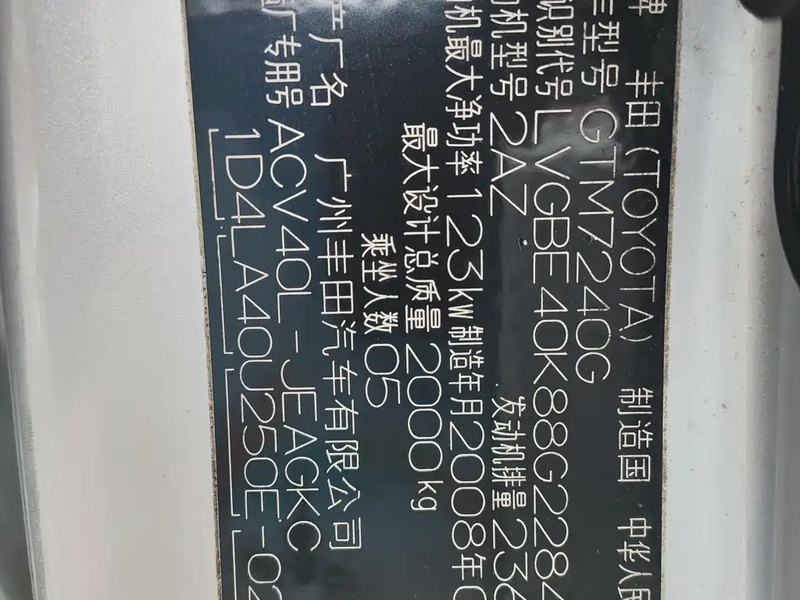 牌 丰田(TOYOTA) 制造国 中华人民
车型号 GTM7240G
识别代号 LVGBE40K88G2284
机型号 2AZ 发动机排量 236
机最大净功率 123kw 制造年月 2008年0
最大设计总质量 2000kg
乘坐人数 05
产厂名 广州丰田汽车有限公司
厂专用号 ACV40L-JEAGKC
1D4LA40U250E-02